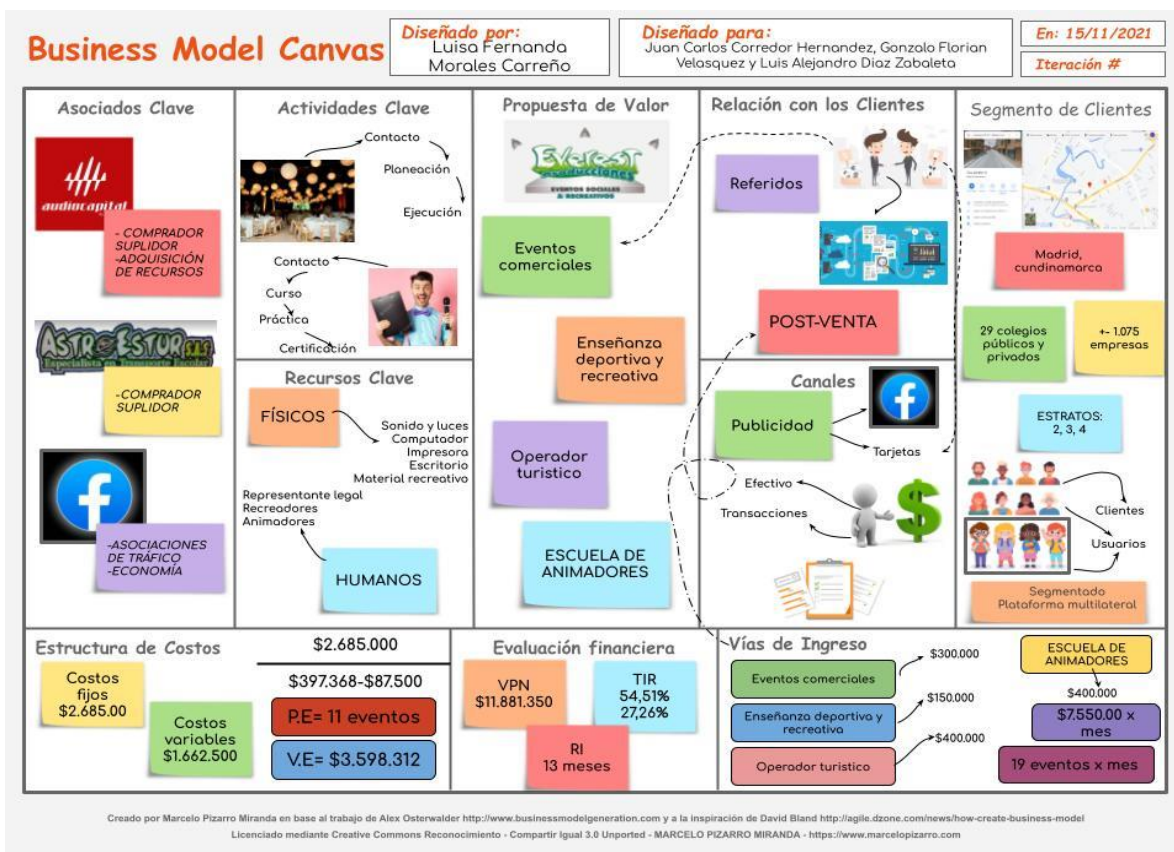 Business Model Canvas
Diseñado por:
Luisa Fernanda
Morales Carreño
Diseñado para:
Juan Carlos Corredor Hernandez, Gonzalo Florian
Velasquez y Luis Alejandro Diaz Zabaleta
En: 15/11/2021
Iteración #
Asociados Clave
audiocapital
- COMPRADOR
SUPLIDOR
-ADQUISICIÓN
DE RECURSOS
ASTROESTUR S.A.S
Especialista en Transporte Escolar
-COMPRADOR
SUPLIDOR
f
-ASOCIACIONES
DE TRÁFICO
-ECONOMÍA
Actividades Clave
Contacto
Planeación
Ejecución
Contacto
Curso
Práctica
Certificación
Recursos Clave
FÍSICOS
Sonido y luces
Computador
Impresora
Escritorio
Material recreativo
Representante legal
Recreadores
Animadores
HUMANOS
Propuesta de Valor
Everest
producciones
EVENTOS SOCIALES
& RECREATIVOS
Eventos
comerciales
Enseñanza
deportiva y
recreativa
Operador
turistico
ESCUELA DE
ANIMADORES
Relación con los Clientes
Referidos
POST-VENTA
Canales
Publicidad
f
Tarjetas
Efectivo
Transacciones
$
Segmento de Clientes
Madrid,
cundinamarca
29 colegios
públicos y
privados
+- 1.075
empresas
ESTRATOS:
2, 3, 4
Clientes
Usuarios
Segmentado
Plataforma multilateral
Estructura de Costos
Costos
fijos
$2.685.00
Costos
variables
$1.662.500
$2.685.000
$397.368-$87.500
P.E= 11 eventos
V.E= $3.598.312
Evaluación financiera
VPN
$11.881.350
TIR
54,51%
27,26%
RI
13 meses
Vías de Ingreso
Eventos comerciales
$300.000
Enseñanza deportiva y
recreativa
$150.000
Operador turistico
$400.000
ESCUELA DE
ANIMADORES
$400.000
$7.550.00 x
mes
19 eventos x mes
Creado por Marcelo Pizarro Miranda en base al trabajo de Alex Osterwalder http://www.businessmodelgeneration.com y a la inspiración de David Bland http://agile.dzone.com/news/how-create-business-model
Licenciado mediante Creative Commons Reconocimiento - Compartir Igual 3.0 Unported - MARCELO PIZARRO MIRANDA - https://www.marcelopizarro.com